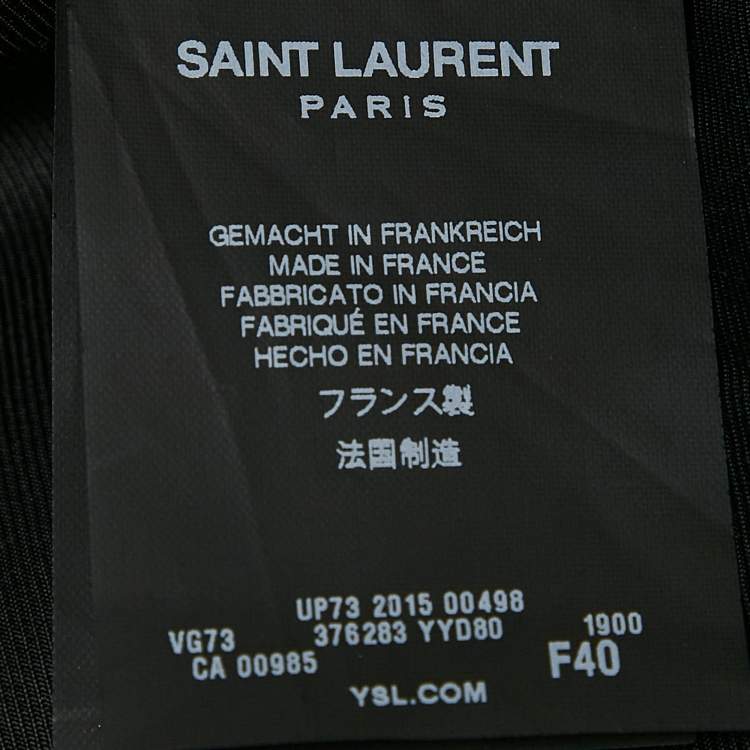 SAINT LAURENT
PARIS
GEMACHT IN FRANKREICH
MADE IN FRANCE
FABBRICATO IN FRANCIA
FABRIQUÉ EN FRANCE
HECHO EN FRANCIA
フランス製
法国制造
UP73 2015 00498
VG73 376283 YYD80 1900
CA 00985 F40
YSL.COM